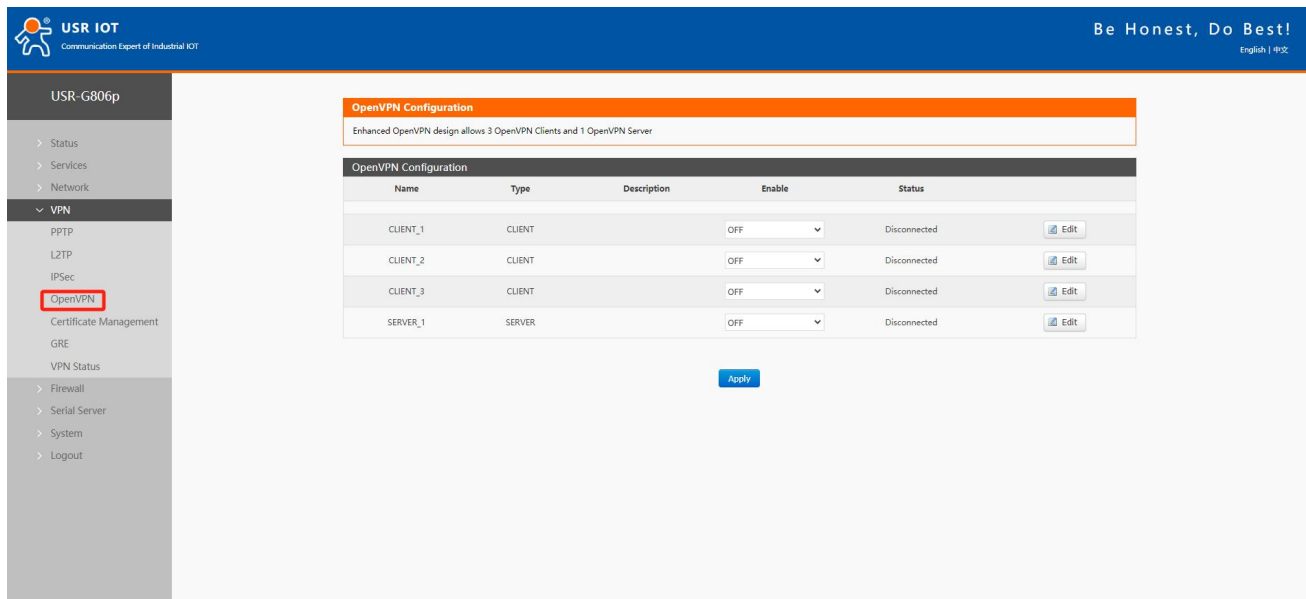 USR IOT
Communication Expert of Industrial IOT
Be Honest, Do Best!
English | 中文
USR-G806p
Status
Services
Network
VPN
PPTP
L2TP
IPSec
OpenVPN
Certificate Management
GRE
VPN Status
Firewall
Serial Server
System
Logout
OpenVPN Configuration
Enhanced OpenVPN design allows 3 OpenVPN Clients and 1 OpenVPN Server
OpenVPN Configuration
Name Type Description Enable Status
CLIENT_1 CLIENT OFF Disconnected Edit
CLIENT_2 CLIENT OFF Disconnected Edit
CLIENT_3 CLIENT OFF Disconnected Edit
SERVER_1 SERVER OFF Disconnected Edit
Apply